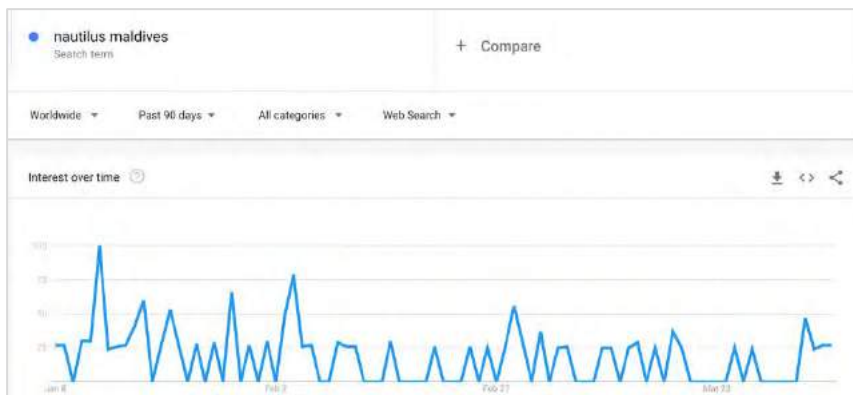 nautilus maldives
Search term
+ Compare
Worldwide
Past 90 days
All categories
Web Search
Interest over time
100
75
50
25
Feb 2
Feb 27